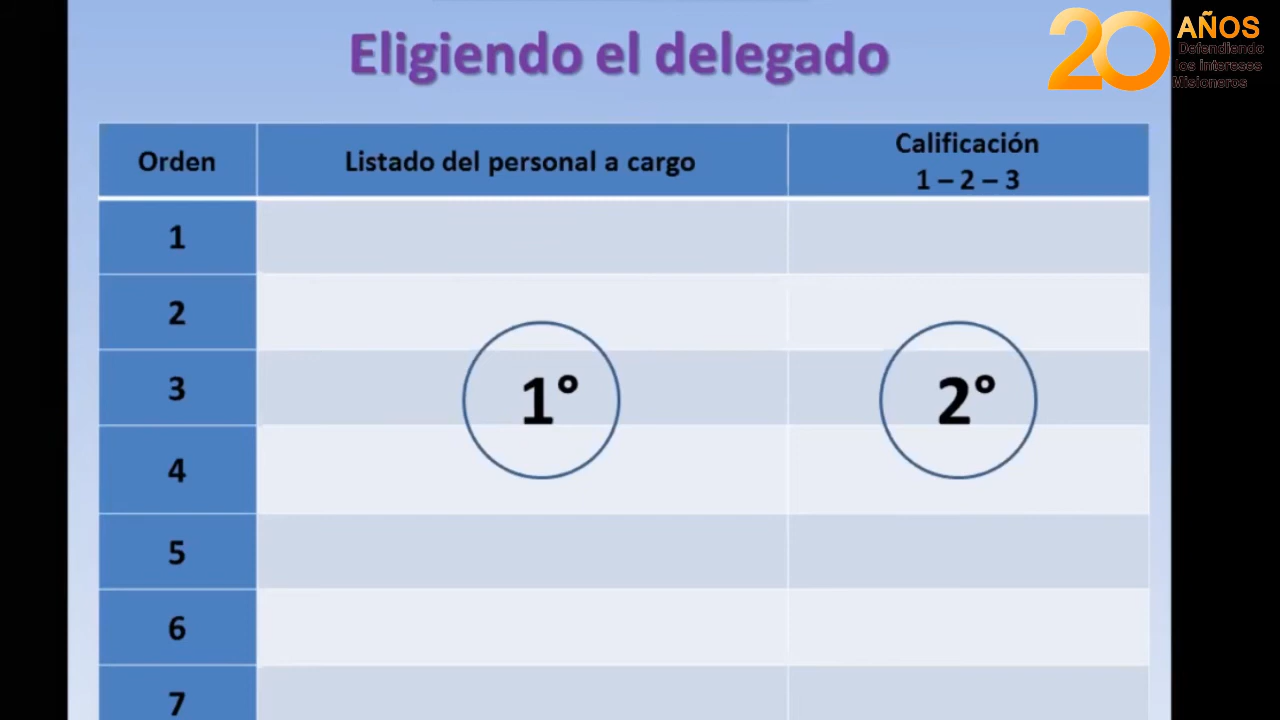 Eligiendo el delegado
20 AÑOS
Defendiendo
los intereses
Misioneros
Orden
Listado del personal a cargo
Calificación
1 – 2 – 3
1
2
3
1°
2°
4
5
6
7